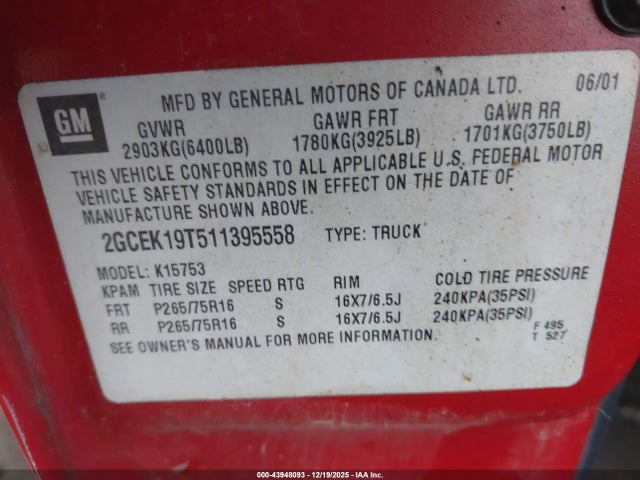 GM
®
MFD BY GENERAL MOTORS OF CANADA LTD. 06/01
GVWR GAWR FRT GAWR RR
2903KG(6400LB) 1780KG(3925LB) 1701KG(3750LB)
THIS VEHICLE CONFORMS TO ALL APPLICABLE U.S. FEDERAL MOTOR
VEHICLE SAFETY STANDARDS IN EFFECT ON THE DATE OF
MANUFACTURE SHOWN ABOVE.
2GCEK19T511395558 TYPE: TRUCK
MODEL: K15753
KPAM TIRE SIZE SPEED RTG RIM COLD TIRE PRESSURE
FRT P265/75R16 S 16X7/6.5J 240KPA(35PSI)
RR P265/75R16 S 16X7/6.5J 240KPA(35PSI)
SEE OWNER'S MANUAL FOR MORE INFORMATION.
F 495
T 527
000-43948093 - 12/19/2025 - IAA Inc.